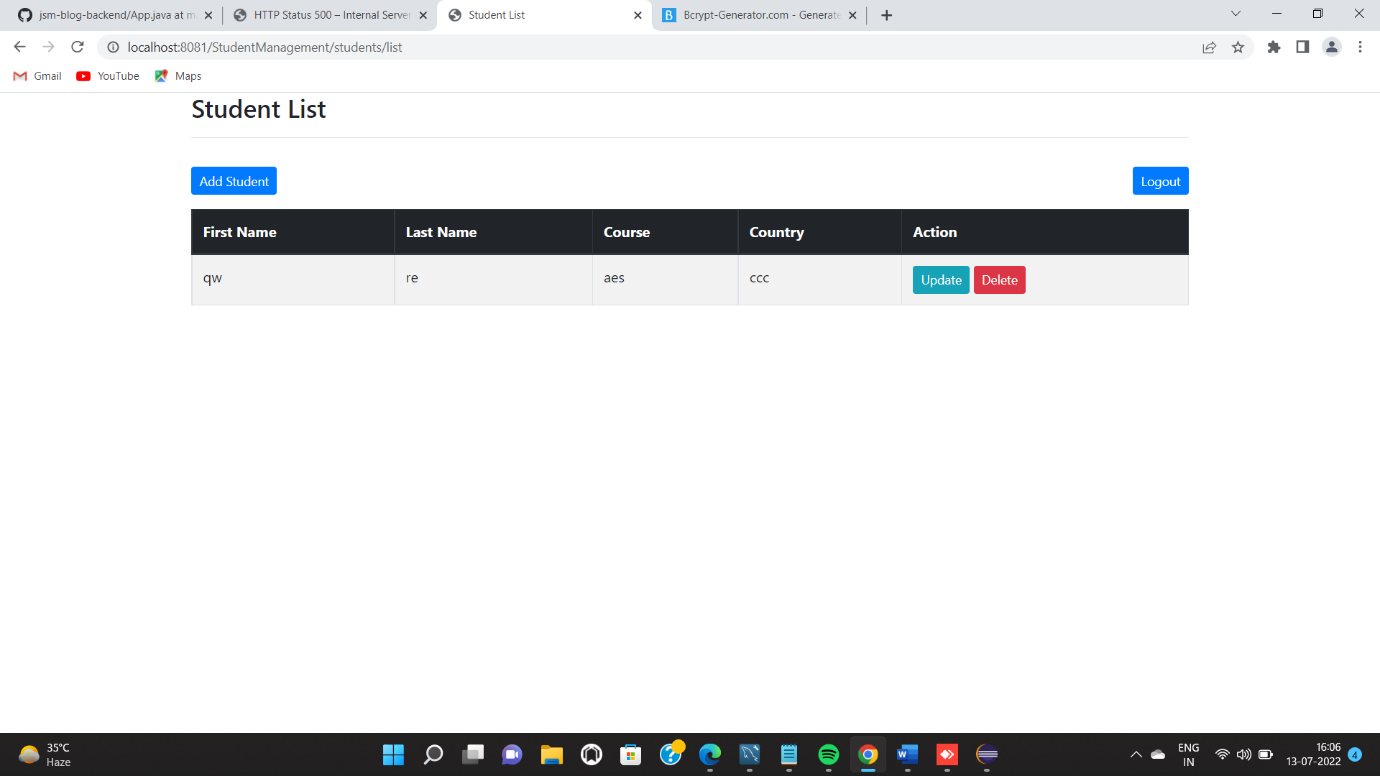 jsm-blog-backend/App.java at m
HTTP Status 500 – Internal Server
Student List
Bcrypt-Generator.com - Generate
localhost:8081/StudentManagement/students/list
Gmail
YouTube
Maps
Student List
Add Student
Logout
First Name Last Name Course Country Action
qw re aes ccc Update Delete
35°C
Haze
ENG
IN
16:06
13-07-2022
4